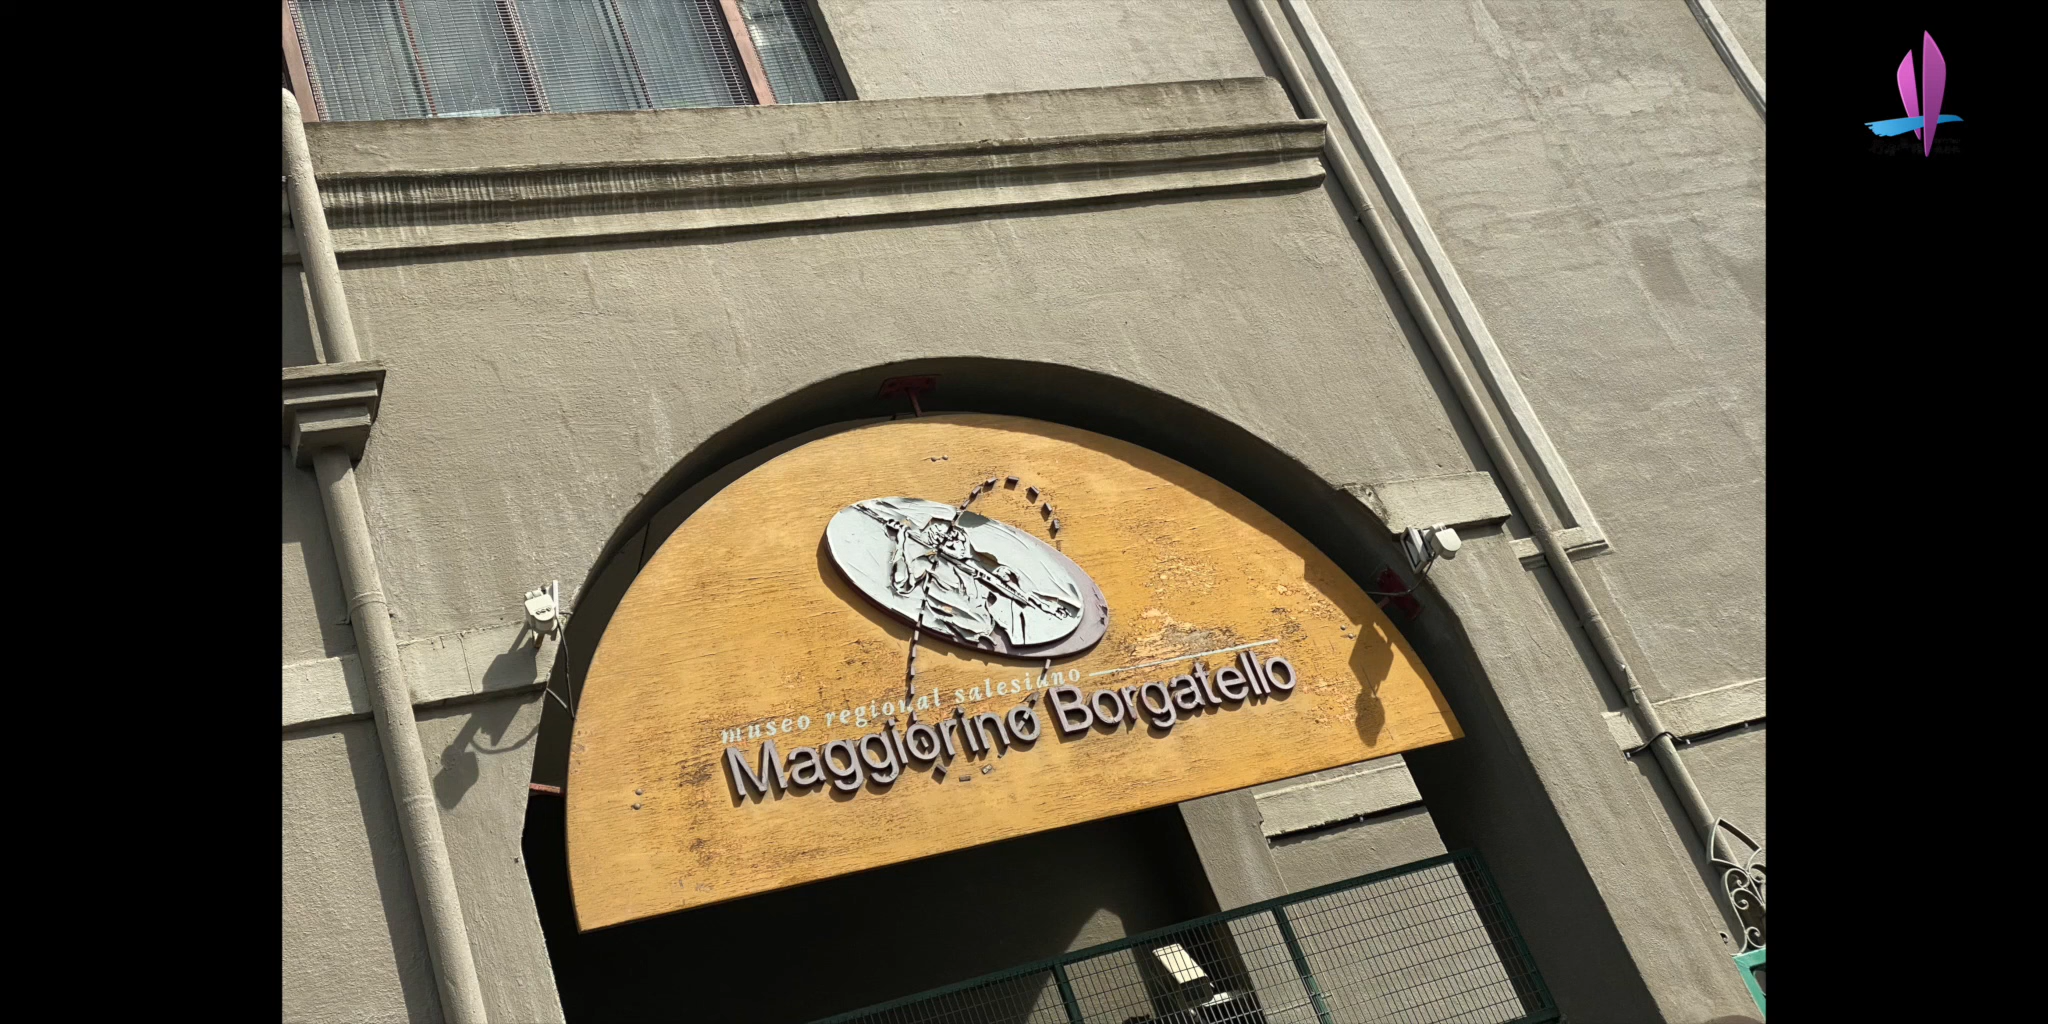 museo regional salesiano
Maggiorino Borgatello